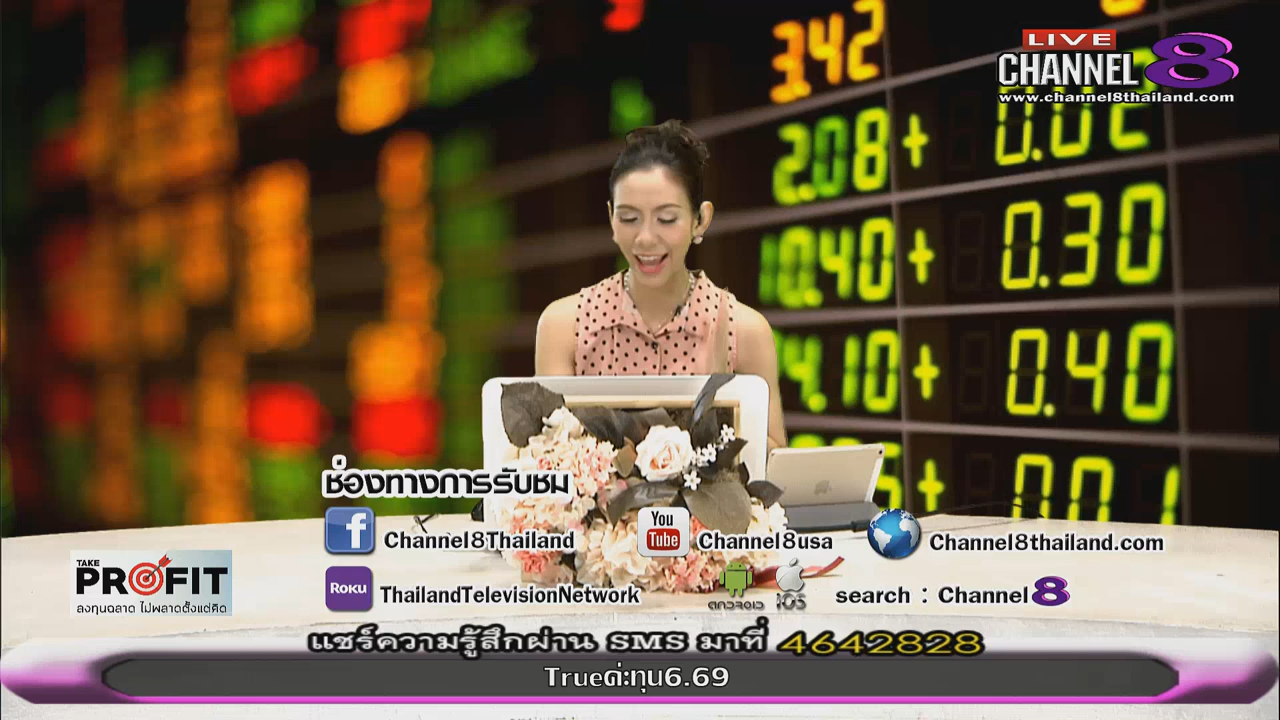 LIVE
CHANNEL 8
www.channel8thailand.com
3.42
2.08 + 0.02
10.40 + 0.30
4.10 + 0.40
+ 0.01
ช่องทางการรับชม
Channel8Thailand
You Tube Channel8usa
Channel8thailand.com
ROKU ThailandTelevisionNetwork
iOS search : Channel 8
TAKE
PROFIT
ลงทุนฉลาด ไม่พลาดตั้งแต่คิด
แชร์ความรู้สึกผ่าน SMS มาที่ 4642828
Trueค่ะทุน6.69